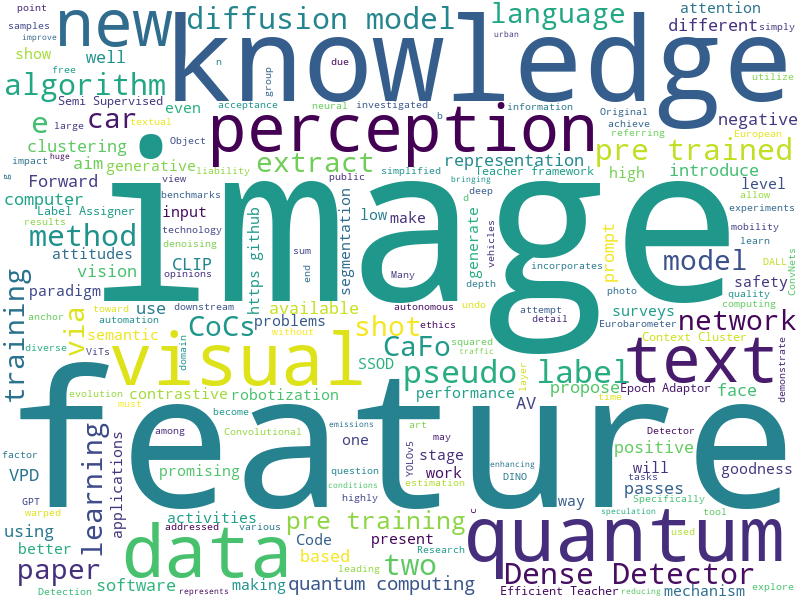 point
samples
improve
show
new
diffusion model
well
free
knowledge
n
due
group
language
urban
attention
different
simply
utilize
algorithm
Semi Supervised
even
acceptance
neural
investigated
b
information
Original
achieve
negative
e
large
car
textual
perception
referring
European
clustering
Object
extract
representation
pre trained
impact
huge
aim
generative
liability
view
public
simplified
Teacher framework
bringing
high
introduce
Forward
computer
benchmarks
d
deep
level
allow
Label Assigner
input
low
make
experiments
results
technology
image
method
denoising
https github
segmentation
generate
vehicles
mobility
learn
attitudes
sum
end
Many
incorporates
prompt
model
DALL
ConvNets
vision
CLIP
opinions
depth
safety
quality
computing
paradigm
use
downstream
available
autonomous
undo
attempt
detail
photo
surveys
anchor
toward
via
automation
CoCs
problems
shot
ethics
Eurobarometer
network
diverse
semantic
without
CaFo
squared
traffic
Context Cluster
training
ViTs
domain
visual
SSOD
pseudo label
layer
text
demonstrate
evolution
contrastive
robotization
performance
propose
Epoch Adaptor
face
must
become
AV
time
factor
among
Convolutional
emissions
art
may
feature
Detector
positive
VPD
learning
applications
promising
question
one
YOLOv5
stage
enhancing
will
tasks
goodness
GPT
conditions
highly
estimation
work
DINO
way
passes
Specifically
warped
c
speculation
used
tool
using
activities
addressed
various
pre training
present
Research
quantum
better
data
Code
based
two
Dense Detector
paper
leading
Detection
software
represents
making
quantum computing
Efficient Teacher
reducing
mechanism
explore